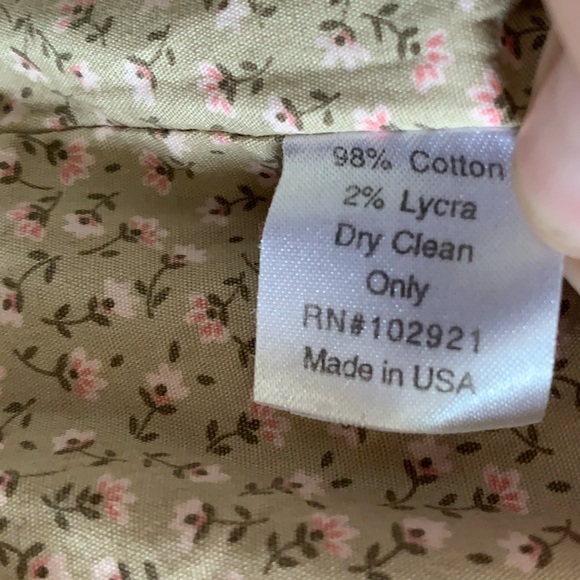 98% Cotton
2% Lycra
Dry Clean
Only
RN#102921
Made in USA